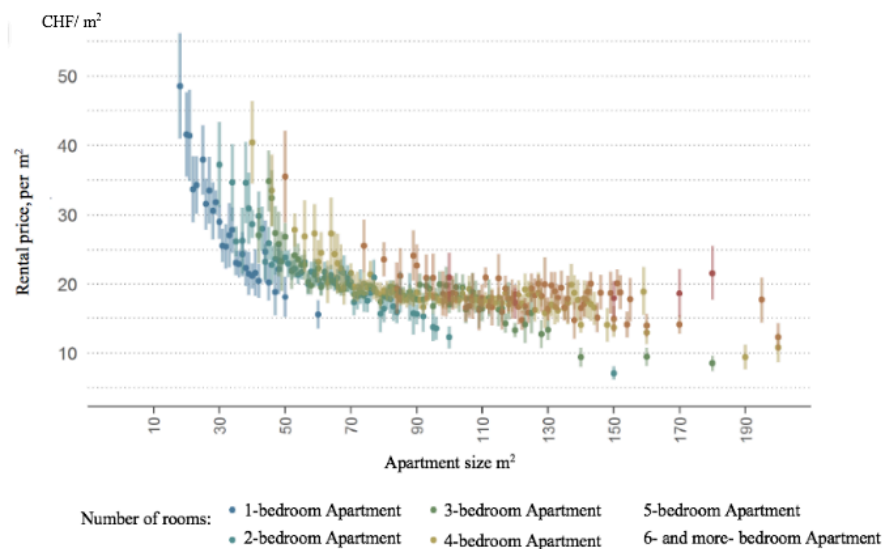 CHF/ m²
50
40
30
20
10
Rental price, per m²
10
30
50
70
90
110
130
150
170
190
Apartment size m²
Number of rooms:
1-bedroom Apartment
3-bedroom Apartment
5-bedroom Apartment
2-bedroom Apartment
4-bedroom Apartment
6- and more- bedroom Apartment